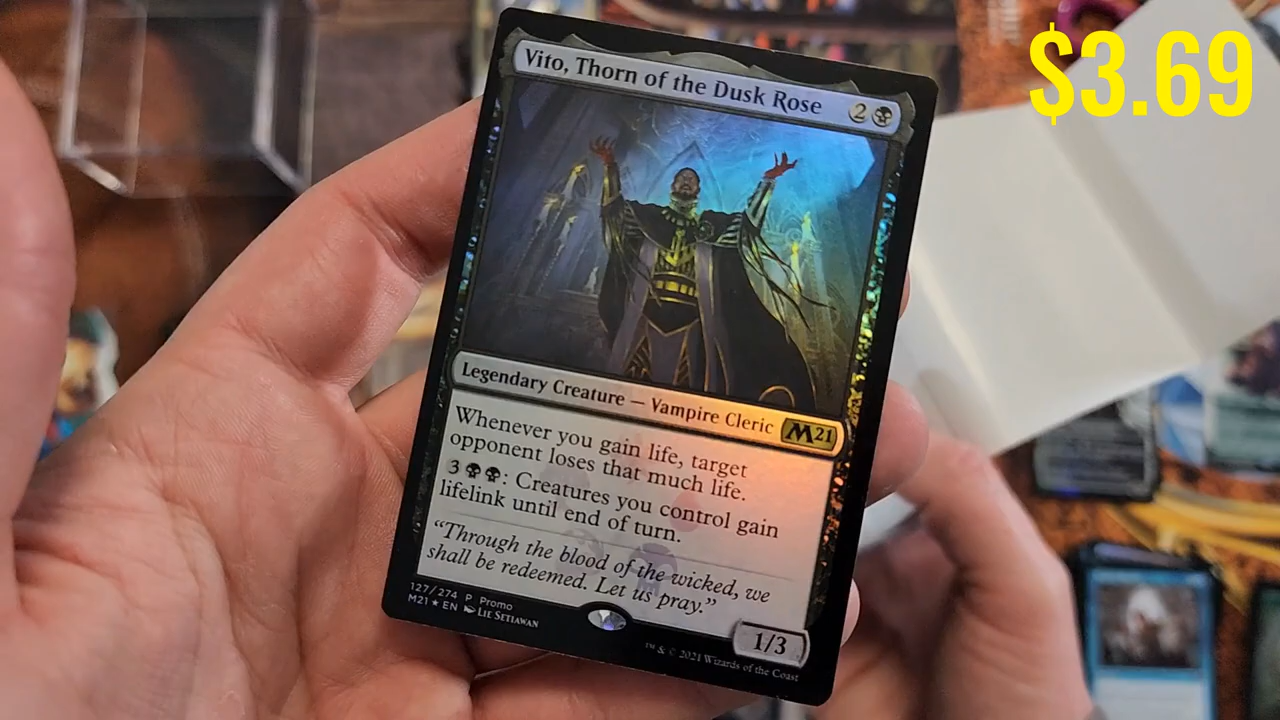 $3.69
Vito, Thorn of the Dusk Rose 2
Legendary Creature — Vampire Cleric M21
Whenever you gain life, target
opponent loses that much life.
3: Creatures you control gain
lifelink until end of turn.
“Through the blood of the wicked, we
shall be redeemed. Let us pray.”
127/274 P Promo
M21 ★ EN Lie Setiawan
1/3
™ & © 2021 Wizards of the Coast